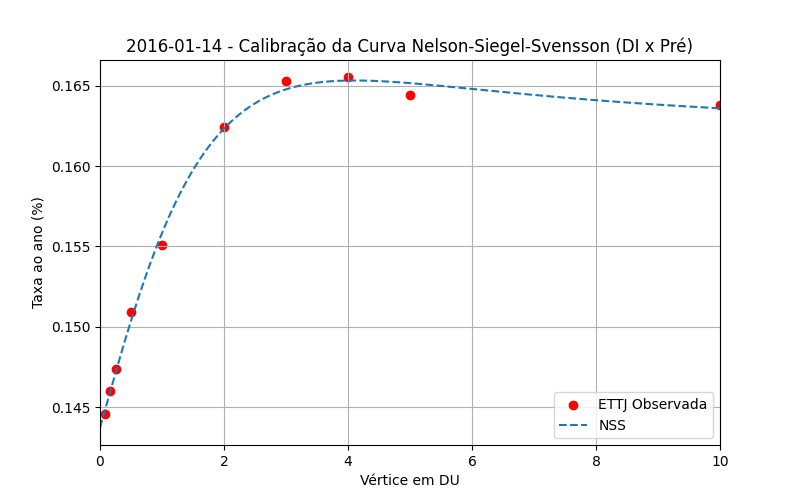 2016-01-14 - Calibração da Curva Nelson-Siegel-Svensson (DI x Pré)
Taxa ao ano (%)
0.165
0.160
0.155
0.150
0.145
0 2 4 6 8 10
Vértice em DU
ETTJ Observada
NSS